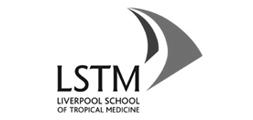 LSTM
LIVERPOOL SCHOOL
OF TROPICAL MEDICINE